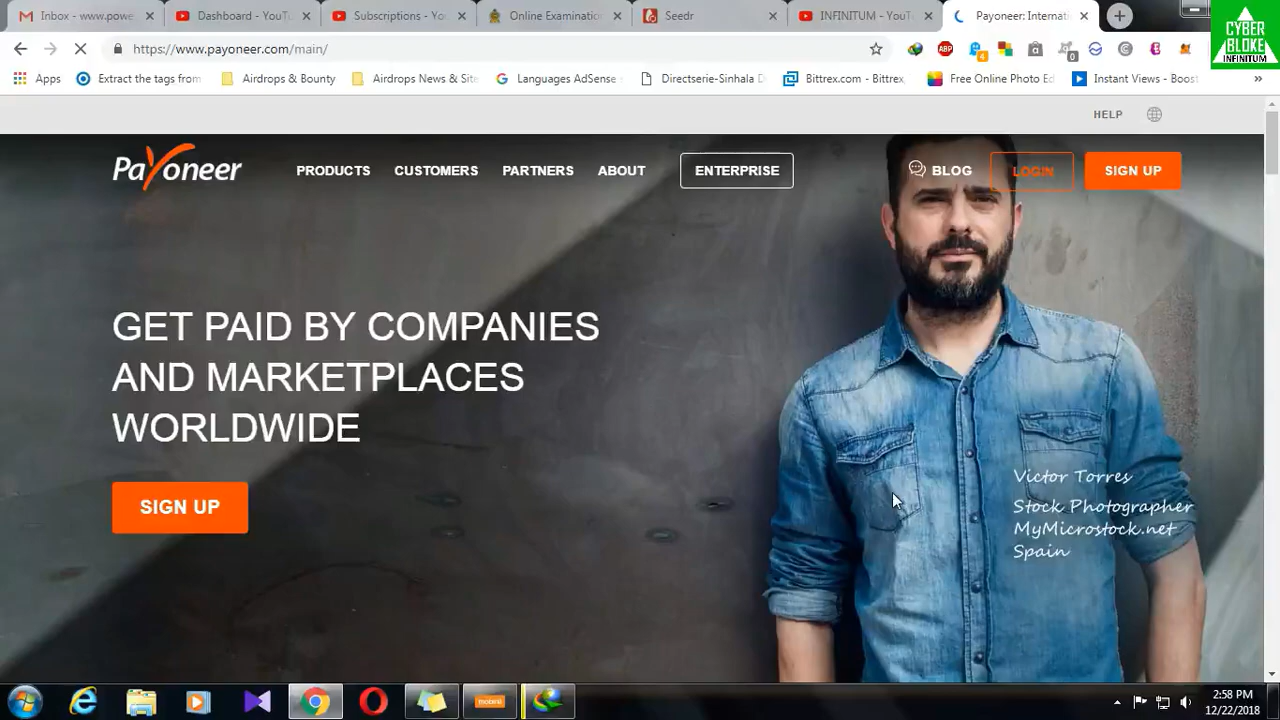 Inbox - www.powe
Dashboard - YouTu
Subscriptions - Yo
Online Examination
Seedr
INFINITUM - YouTu
Payoneer: Internati
https://www.payoneer.com/main/
Apps
Extract the tags from
Airdrops & Bounty
Airdrops News & Site
Languages AdSense
Directserie-Sinhala D
Bittrex.com - Bittrex,
Free Online Photo Ed
Instant Views - Boost
CYBER
BLOKE
INFINITUM
HELP
Payoneer
PRODUCTS
CUSTOMERS
PARTNERS
ABOUT
ENTERPRISE
BLOG
LOGIN
SIGN UP
GET PAID BY COMPANIES
AND MARKETPLACES
WORLDWIDE
SIGN UP
Victor Torres
Stock Photographer
MyMicrostock.net
Spain
2:58 PM
12/22/2018